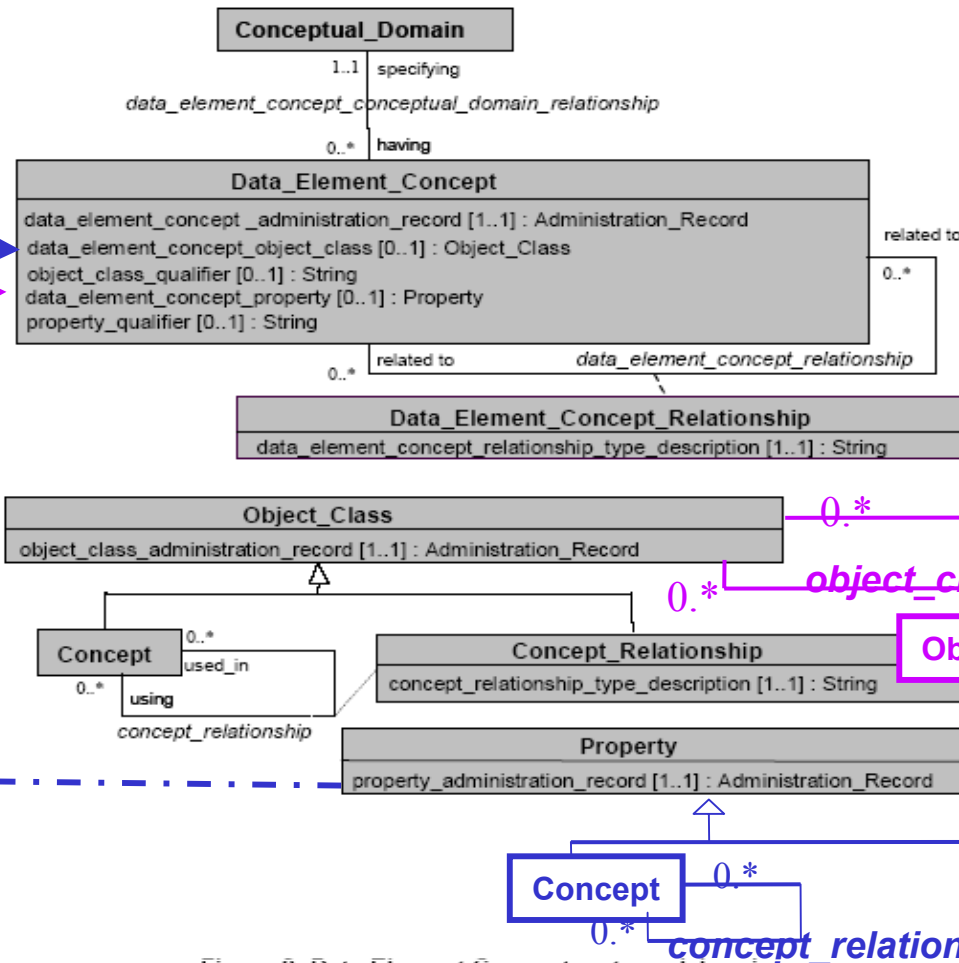 Conceptual_Domain
1..1 specifying
data_element_concept_conceptual_domain_relationship
0..* having
Data_Element_Concept
data_element_concept _administration_record [1..1] : Administration_Record
data_element_concept_object_class [0..1] : Object_Class
object_class_qualifier [0..1] : String
data_element_concept_property [0..1] : Property
property_qualifier [0..1] : String
related to
0..*
related to
0..*
data_element_concept_relationship
Data_Element_Concept_Relationship
data_element_concept_relationship_type_description [1..1] : String
Object_Class
object_class_administration_record [1..1] : Administration_Record
0.*
0.*
object_cl
Ob
Concept
0..*
used_in
0..*
using
concept_relationship
Concept_Relationship
concept_relationship_type_description [1..1] : String
Property
property_administration_record [1..1] : Administration_Record
Concept
0.*
0.*
concept_relation